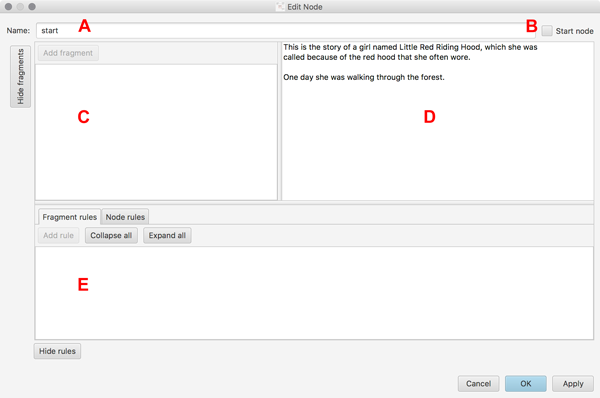 Edit Node
Name: start A B Start node
Hide fragments
Add fragment
This is the story of a girl named Little Red Riding Hood, which she was
called because of the red hood that she often wore.
One day she was walking through the forest.
C D
Fragment rules Node rules
Add rule Collapse all Expand all
E
Hide rules
Cancel OK Apply